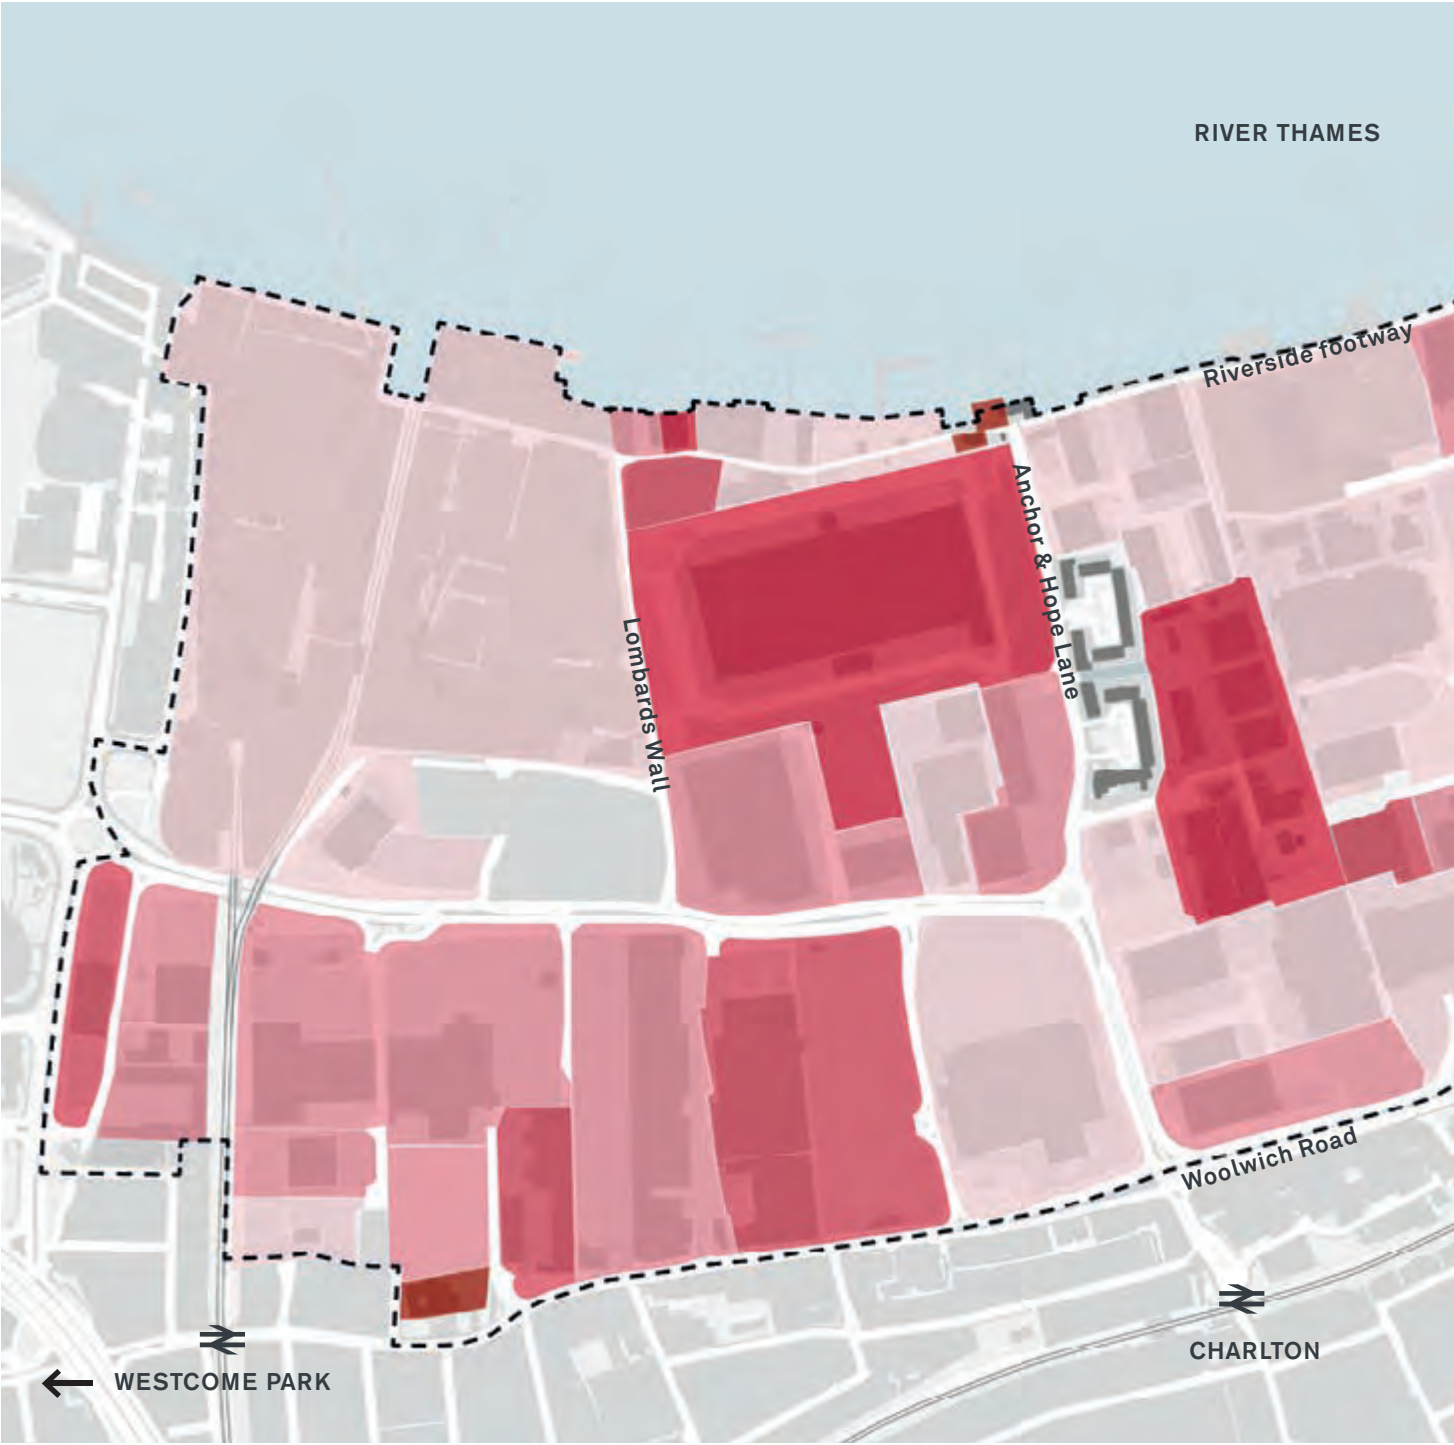 RIVER THAMES
Riverside footway
Anchor & Hope Lane
Lombards Wall
Woolwich Road
CHARLTON
WESTCOME PARK